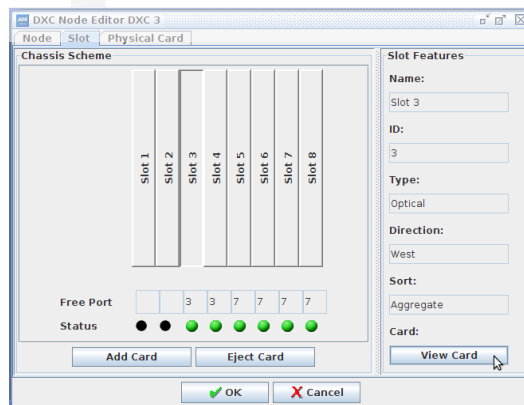 DXC Node Editor DXC 3
Node Slot Physical Card
Chassis Scheme
Slot 1
Slot 2
Slot 3
Slot 4
Slot 5
Slot 6
Slot 7
Slot 8
Free Port 3 3 7 7 7 7
Status
Add Card Eject Card
Slot Features
Name:
Slot 3
ID:
3
Type:
Optical
Direction:
West
Sort:
Aggregate
Card:
View Card
OK Cancel